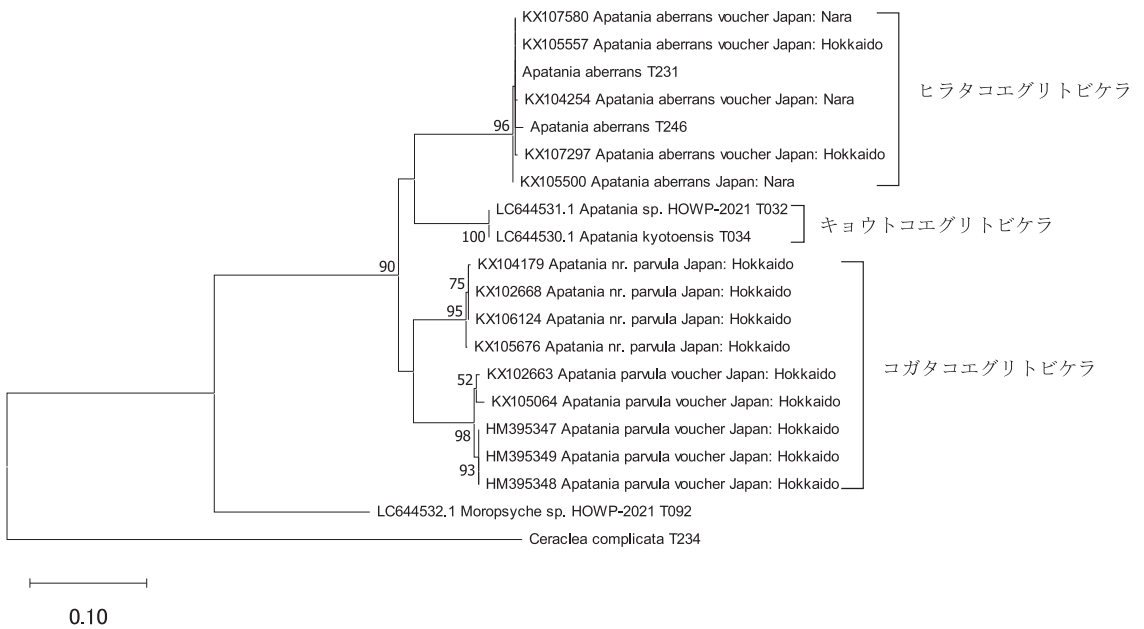 KX107580 Apatania aberrans voucher Japan: Nara
KX105557 Apatania aberrans voucher Japan: Hokkaido
Apatania aberrans T231
KX104254 Apatania aberrans voucher Japan: Nara
ヒラタコエグリトビケラ
96
Apatania aberrans T246
KX107297 Apatania aberrans voucher Japan: Hokkaido
KX105500 Apatania aberrans Japan: Nara
LC644531.1 Apatania sp. HOWP-2021 T032
キョウトコエグリトビケラ
100
LC644530.1 Apatania kyotoensis T034
90
KX104179 Apatania nr. parvula Japan: Hokkaido
75
KX102668 Apatania nr. parvula Japan: Hokkaido
95
KX106124 Apatania nr. parvula Japan: Hokkaido
KX105676 Apatania nr. parvula Japan: Hokkaido
コガタコエグリトビケラ
52
KX102663 Apatania parvula voucher Japan: Hokkaido
KX105064 Apatania parvula voucher Japan: Hokkaido
98
HM395347 Apatania parvula voucher Japan: Hokkaido
HM395349 Apatania parvula voucher Japan: Hokkaido
93
HM395348 Apatania parvula voucher Japan: Hokkaido
LC644532.1 Moropsyche sp. HOWP-2021 T092
Ceraclea complicata T234
0.10